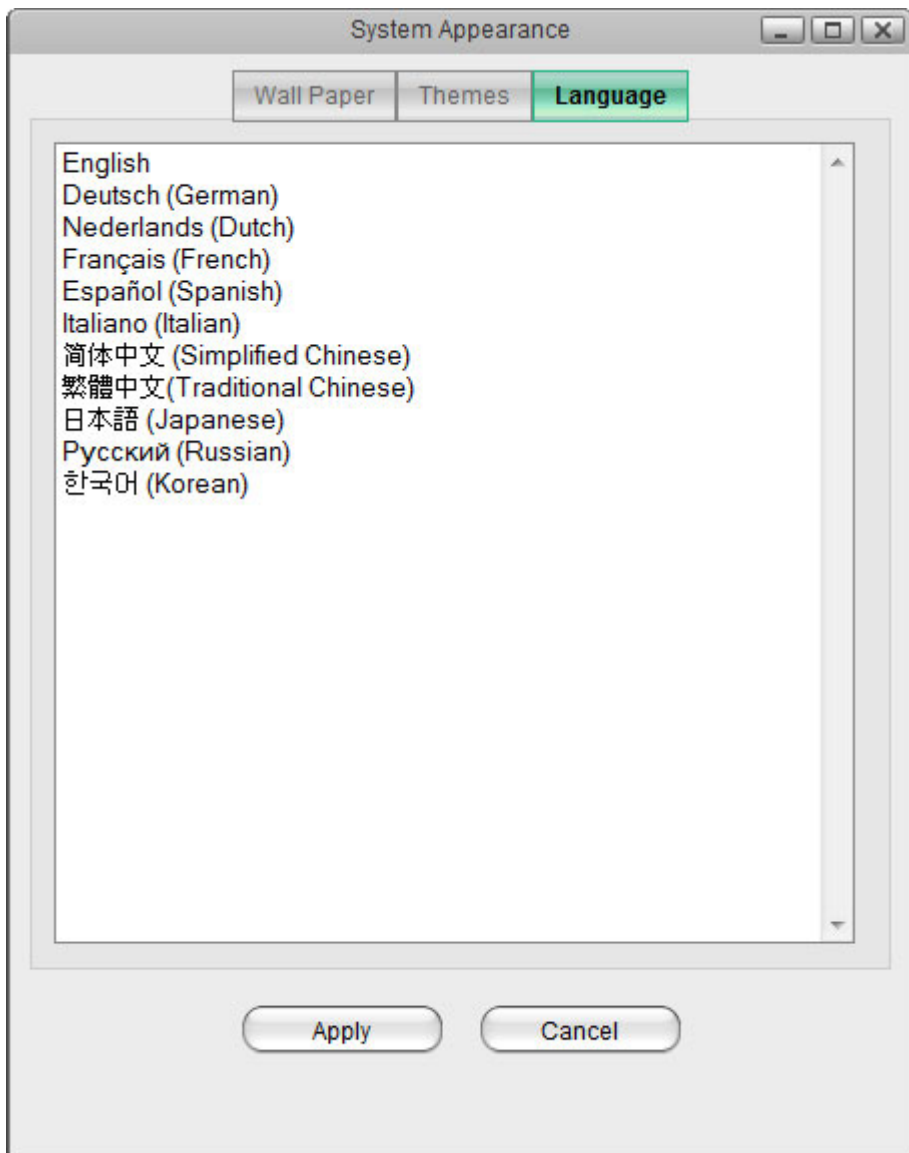 System Appearance
Wall Paper Themes Language
English
Deutsch (German)
Nederlands (Dutch)
Français (French)
Español (Spanish)
Italiano (Italian)
简体中文 (Simplified Chinese)
繁體中文(Traditional Chinese)
日本語 (Japanese)
Русский (Russian)
한국어 (Korean)
Apply Cancel